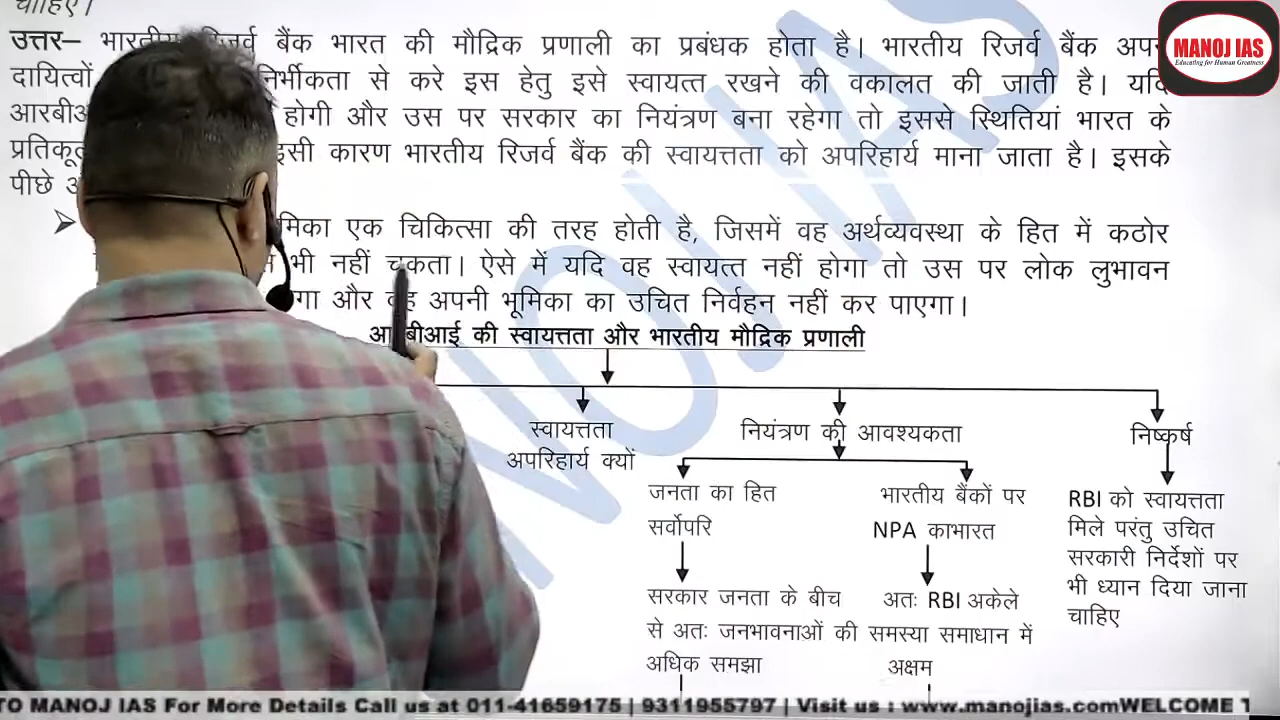 चाहिए।
उत्तर– भारतीय रिजर्व बैंक भारत की मौद्रिक प्रणाली का प्रबंधक होता है। भारतीय रिजर्व बैंक अपने
दायित्वों निर्भीकता से करे इस हेतु इसे स्वायत्त रखने की वकालत की जाती है। यदि
होगी और उस पर सरकार का नियंत्रण बना रहेगा तो इससे स्थितियां भारत के
इसी कारण भारतीय रिजर्व बैंक की स्वायत्तता को अपरिहार्य माना जाता है। इसके
पीछे
➢ एक चिकित्सा की तरह होती है, जिसमें वह अर्थव्यवस्था के हित में कठोर
भी नहीं चूकता। ऐसे में यदि वह स्वायत्त नहीं होगा तो उस पर लोक लुभावन
और वह अपनी भूमिका का उचित निर्वहन नहीं कर पाएगा।
आरबीआई की स्वायत्तता और भारतीय मौद्रिक प्रणाली
स्वायत्तता
अपरिहार्य क्यों
नियंत्रण की आवश्यकता
जनता का हित
सर्वोपरि
सरकार जनता के बीच
से अतः जनभावनाओं की
अधिक समझा
भारतीय बैंकों पर
NPA काभारत
अतः RBI अकेले
समस्या समाधान में
अक्षम
निष्कर्ष
RBI को स्वायत्तता
मिले परंतु उचित
सरकारी निर्देशों पर
भी ध्यान दिया जाना
चाहिए
MANOJ IAS
Educating for Human Greatness
TO MANOJ IAS For More Details Call us at 011-41659175 | 9311955797 | Visit us : www.manojias.comWELCOME T